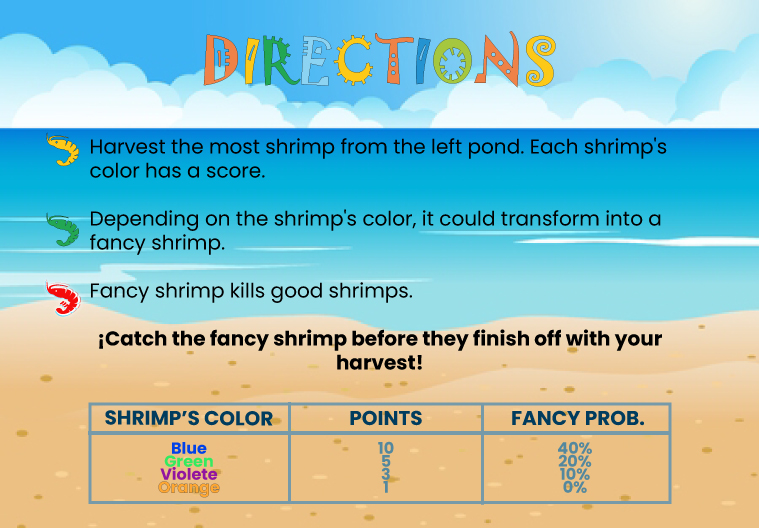 DIRECTIONS
Harvest the most shrimp from the left pond. Each shrimp's
color has a score.
Depending on the shrimp's color, it could transform into a
fancy shrimp.
Fancy shrimp kills good shrimps.
¡Catch the fancy shrimp before they finish off with your
harvest!
SHRIMP’S COLOR POINTS FANCY PROB.
Blue 10 40%
Green 5 20%
Violete 3 10%
Orange 1 0%